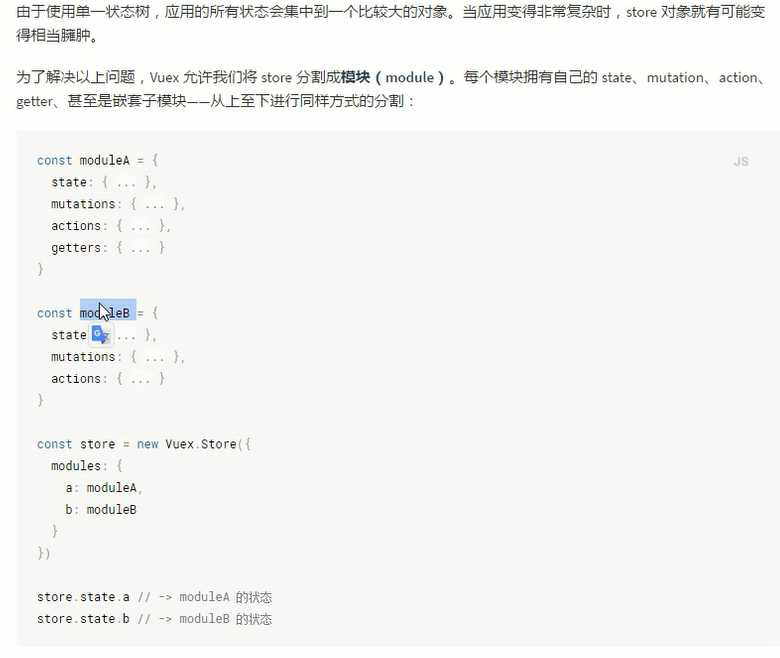 由于使用单一状态树，应用的所有状态会集中到一个比较大的对象。当应用变得非常复杂时，store 对象就有可能变
得相当臃肿。
为了解决以上问题，Vuex 允许我们将 store 分割成模块（module）。每个模块拥有自己的 state、mutation、action、
getter、甚至是嵌套子模块——从上至下进行同样方式的分割：
JS
const moduleA = {
  state: { ... },
  mutations: { ... },
  actions: { ... },
  getters: { ... }
}
const moduleB = {
  state ... },
  mutations: { ... },
  actions: { ... }
}
const store = new Vuex.Store({
  modules: {
    a: moduleA,
    b: moduleB
  }
})
store.state.a // -> moduleA 的状态
store.state.b // -> moduleB 的状态